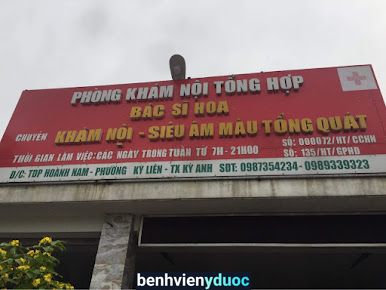 PHÒNG KHÁM NỘI TỔNG HỢP
BÁC SĨ HOA
CHUYÊN KHÁM NỘI - SIÊU ÂM MÀU TỔNG QUÁT
THỜI GIAN LÀM VIỆC: CÁC NGÀY TRONG TUẦN TỪ 7H - 21H00
SỐ: 000072/HT/CCHN
SỐ: 135/HT/GPHĐ
Đ/C: TDP HOÀNH NAM - PHƯỜNG KỲ LIÊN - TX KỲ ANH SĐT: 0987354234 - 0989339323
benhvienyduoc